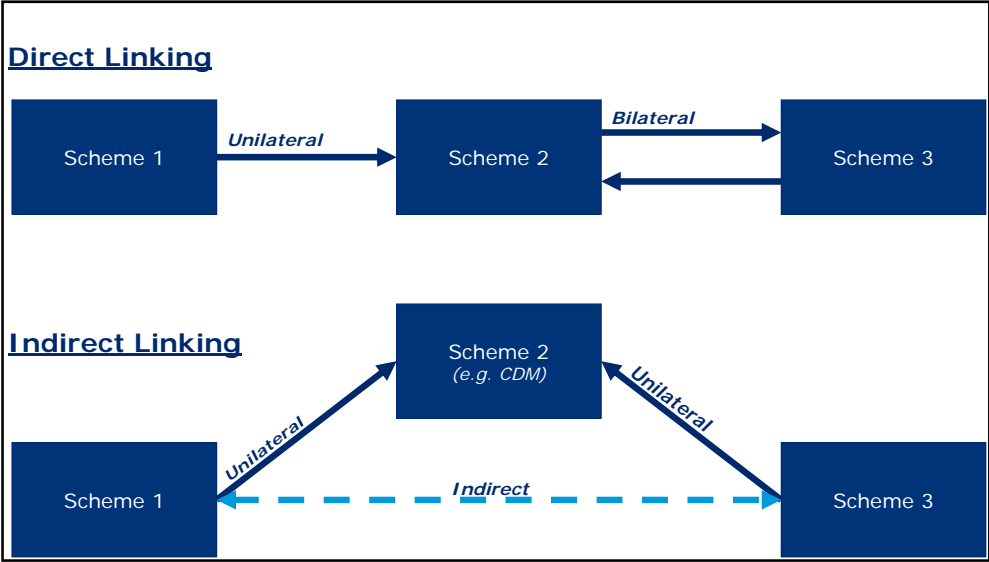 Direct Linking
Scheme 1
Unilateral
Scheme 2
Bilateral
Scheme 3
Indirect Linking
Scheme 2
(e.g. CDM)
Unilateral
Unilateral
Scheme 1
Indirect
Scheme 3